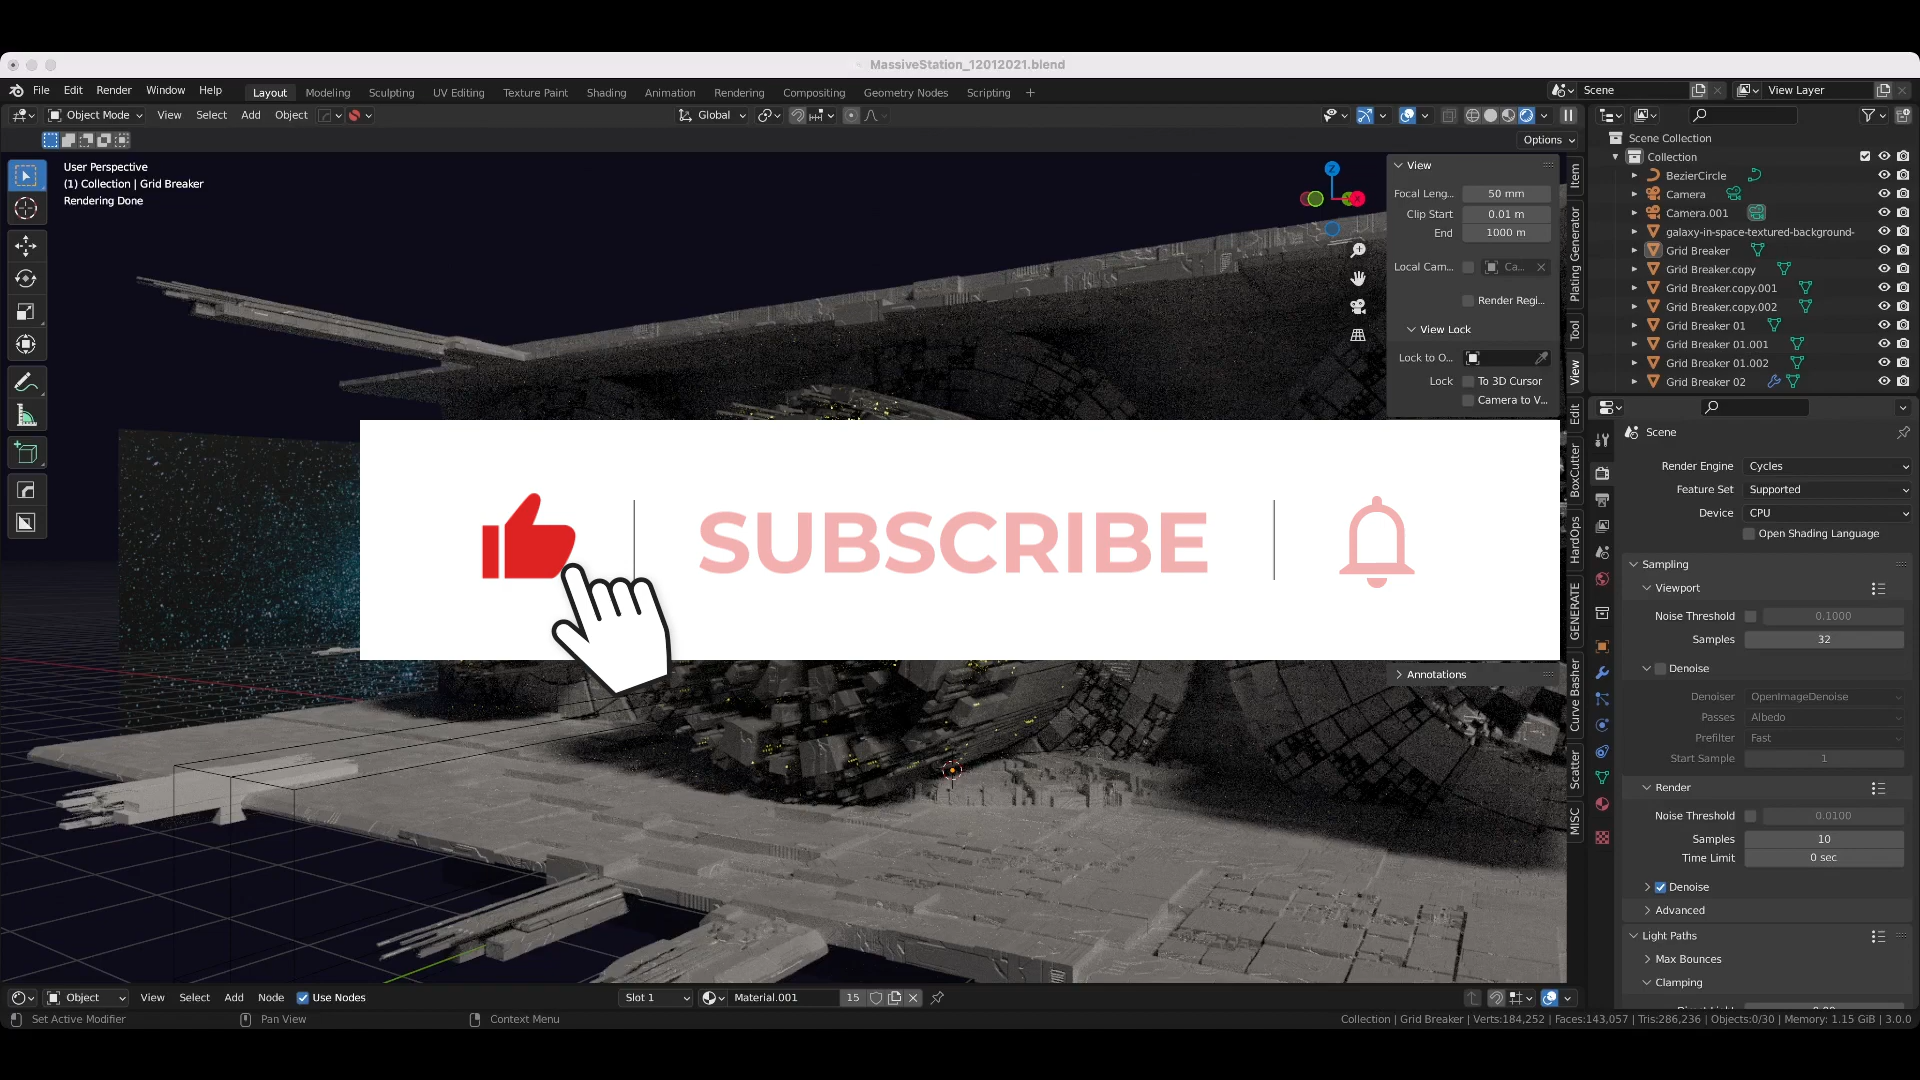 MassiveStation_12012021.blend
File Edit Render Window Help Layout Modeling Sculpting UV Editing Texture Paint Shading Animation Rendering Compositing Geometry Nodes Scripting + Scene View Layer
Object Mode View Select Add Object Global
Options
User Perspective
(1) Collection | Grid Breaker
Rendering Done
Z
View
Focal Leng... 50 mm
Clip Start 0.01 m
End 1000 m
Local Cam... Ca...
Render Regi...
View Lock
Lock to O...
Lock To 3D Cursor
Camera to V...
Annotations
Item
Plating Generator
Tool
View
Edit
BoxCutter
HardOps
GENERATE
Curve Basher
Scatter
MISC
SUBSCRIBE
Scene Collection
Collection
BezierCircle
Camera
Camera.001
galaxy-in-space-textured-background-
Grid Breaker
Grid Breaker.copy
Grid Breaker.copy.001
Grid Breaker.copy.002
Grid Breaker 01
Grid Breaker 01.001
Grid Breaker 01.002
Grid Breaker 02
Scene
Render Engine Cycles
Feature Set Supported
Device CPU
Open Shading Language
Sampling
Viewport
Noise Threshold 0.1000
Samples 32
Denoise
Denoiser OpenImageDenoise
Passes Albedo
Prefilter Fast
Start Sample 1
Render
Noise Threshold 0.0100
Samples 10
Time Limit 0 sec
Denoise
Advanced
Light Paths
Max Bounces
Clamping
Object View Select Add Node Use Nodes Slot 1 Material.001 15
Set Active Modifier Pan View Context Menu Collection | Grid Breaker | Verts:184,252 | Faces:143,057 | Tris:286,236 | Objects:0/30 | Memory: 1.15 GiB | 3.0.0